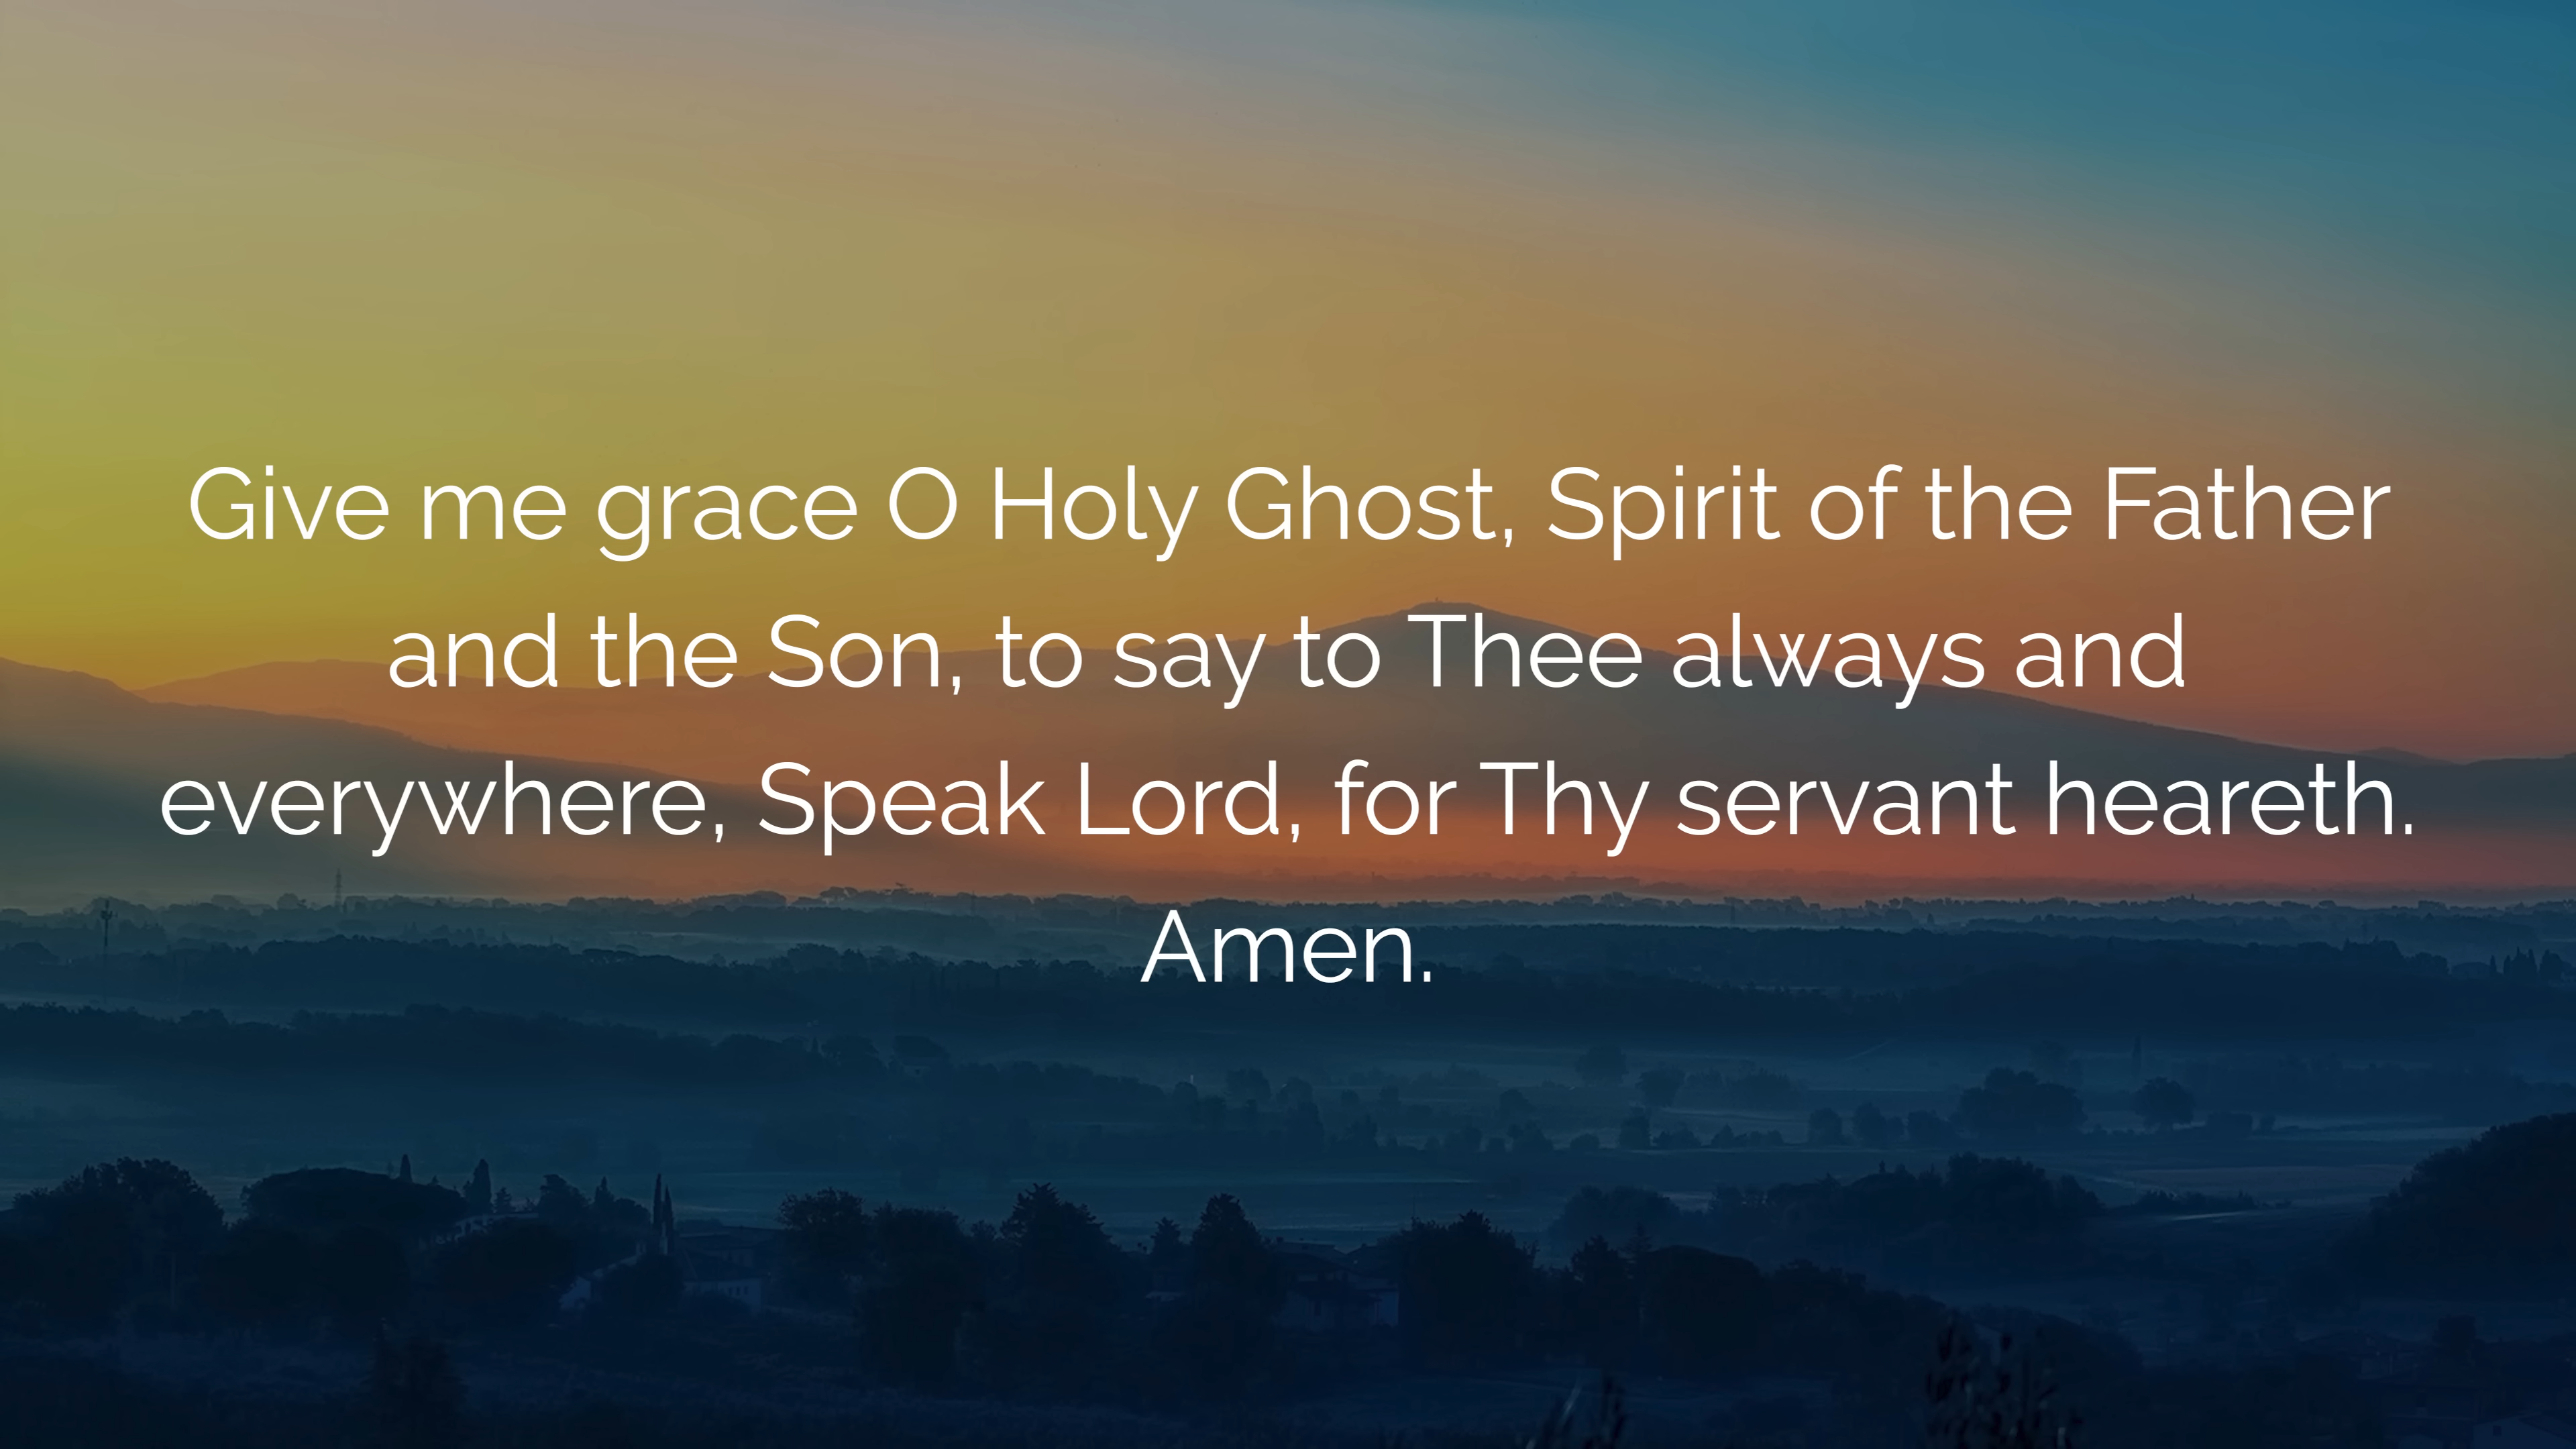 Give me grace O Holy Ghost, Spirit of the Father
and the Son, to say to Thee always and
everywhere, Speak Lord, for Thy servant heareth.
Amen.